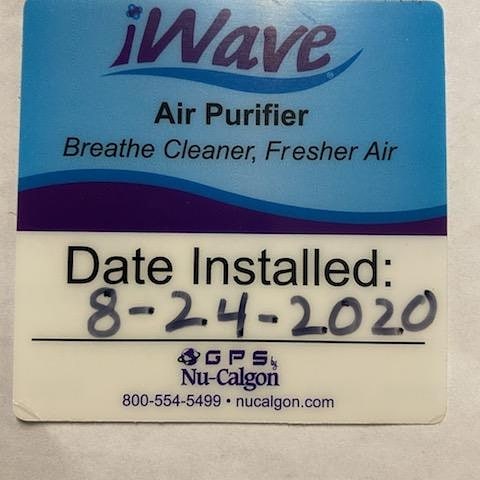 iWave
Air Purifier
Breathe Cleaner, Fresher Air
Date Installed:
8-24-2020
GPS by
Nu-Calgon
800-554-5499 • nucalgon.com